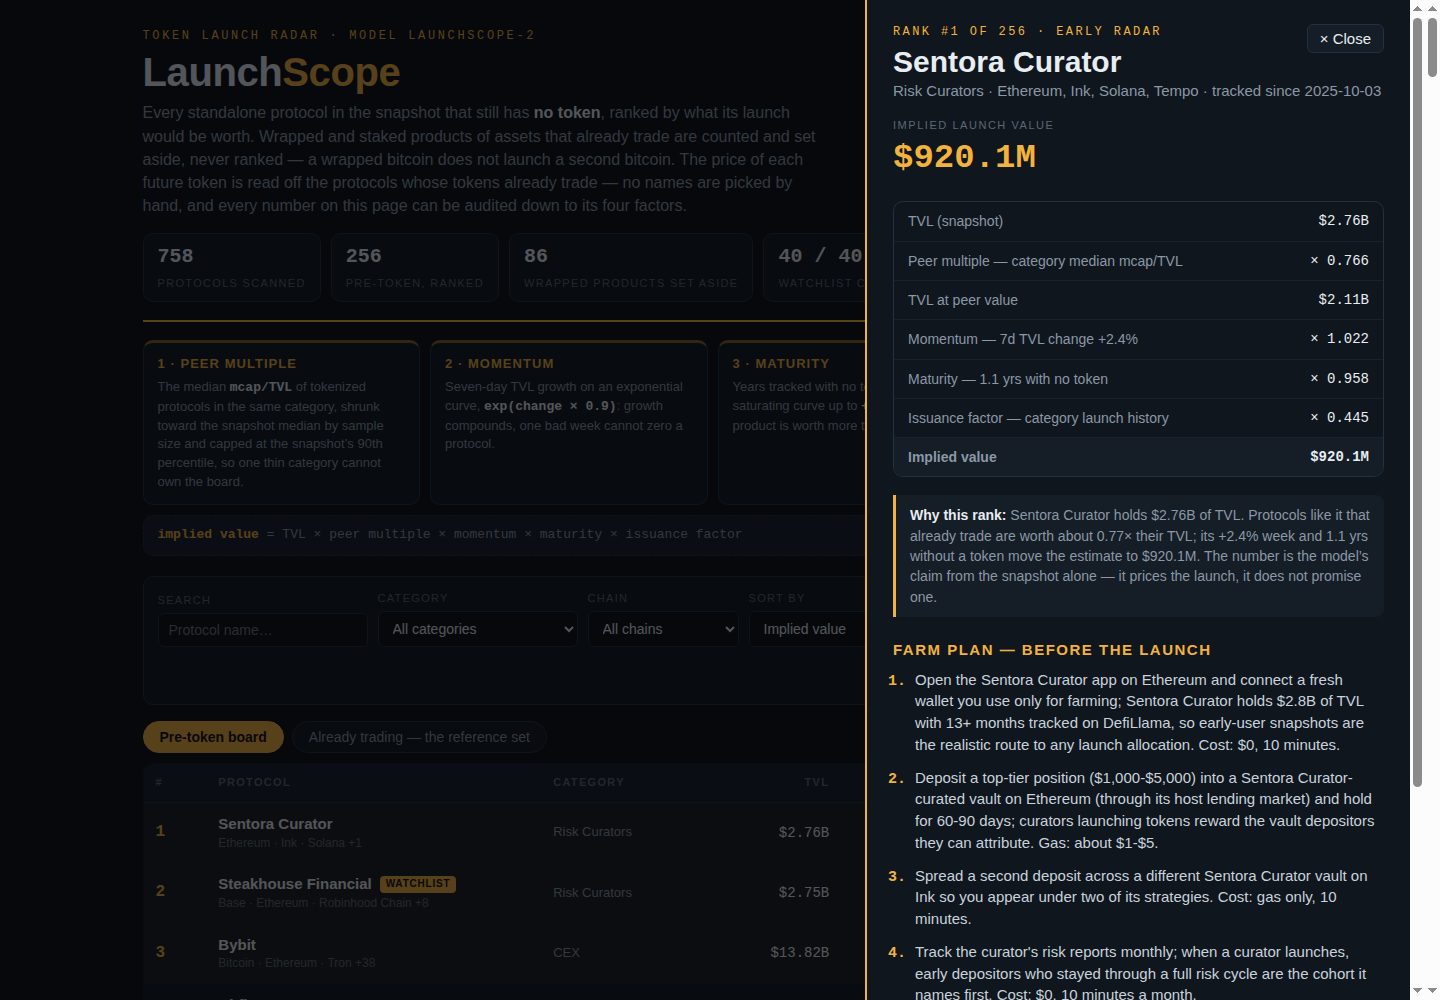 TOKEN LAUNCH RADAR · MODEL LAUNCHSCOPE-2
LaunchScope
Every standalone protocol in the snapshot that still has no token, ranked by what its launch
would be worth. Wrapped and staked products of assets that already trade are counted and set
aside, never ranked — a wrapped bitcoin does not launch a second bitcoin. The price of each
future token is read off the protocols whose tokens already trade — no names are picked by
hand, and every number on this page can be audited down to its four factors.
758
PROTOCOLS SCANNED
256
PRE-TOKEN, RANKED
86
WRAPPED PRODUCTS SET ASIDE
40 / 40
WATCHLIST
1 · PEER MULTIPLE
The median mcap/TVL of tokenized
protocols in the same category, shrunk
toward the snapshot median by sample
size and capped at the snapshot's 90th
percentile, so one thin category cannot
own the board.
2 · MOMENTUM
Seven-day TVL growth on an exponential
curve, exp(change × 0.9): growth
compounds, one bad week cannot zero a
protocol.
3 · MATURITY
Years tracked with no
saturating curve up to
product is worth more
implied value = TVL × peer multiple × momentum × maturity × issuance factor
SEARCH
Protocol name…
CATEGORY
All categories
CHAIN
All chains
SORT BY
Implied value
Pre-token board
Already trading — the reference set
# PROTOCOL CATEGORY TVL
1 Sentora Curator Risk Curators $2.76B
Ethereum · Ink · Solana +1
2 Steakhouse Financial WATCHLIST Risk Curators $2.75B
Base · Ethereum · Robinhood Chain +8
3 Bybit CEX $13.82B
Bitcoin · Ethereum · Tron +38
RANK #1 OF 256 · EARLY RADAR
× Close
Sentora Curator
Risk Curators · Ethereum, Ink, Solana, Tempo · tracked since 2025-10-03
IMPLIED LAUNCH VALUE
$920.1M
TVL (snapshot) $2.76B
Peer multiple — category median mcap/TVL × 0.766
TVL at peer value $2.11B
Momentum — 7d TVL change +2.4% × 1.022
Maturity — 1.1 yrs with no token × 0.958
Issuance factor — category launch history × 0.445
Implied value $920.1M
Why this rank: Sentora Curator holds $2.76B of TVL. Protocols like it that
already trade are worth about 0.77× their TVL; its +2.4% week and 1.1 yrs
without a token move the estimate to $920.1M. The number is the model's
claim from the snapshot alone — it prices the launch, it does not promise
one.
FARM PLAN — BEFORE THE LAUNCH
1. Open the Sentora Curator app on Ethereum and connect a fresh
wallet you use only for farming; Sentora Curator holds $2.8B of TVL
with 13+ months tracked on DefiLlama, so early-user snapshots are
the realistic route to any launch allocation. Cost: $0, 10 minutes.
2. Deposit a top-tier position ($1,000-$5,000) into a Sentora Curator-
curated vault on Ethereum (through its host lending market) and hold
for 60-90 days; curators launching tokens reward the vault depositors
they can attribute. Gas: about $1-$5.
3. Spread a second deposit across a different Sentora Curator vault on
Ink so you appear under two of its strategies. Cost: gas only, 10
minutes.
4. Track the curator's risk reports monthly; when a curator launches,
early depositors who stayed through a full risk cycle are the cohort it
names first. Cost: $0, 10 minutes a month.